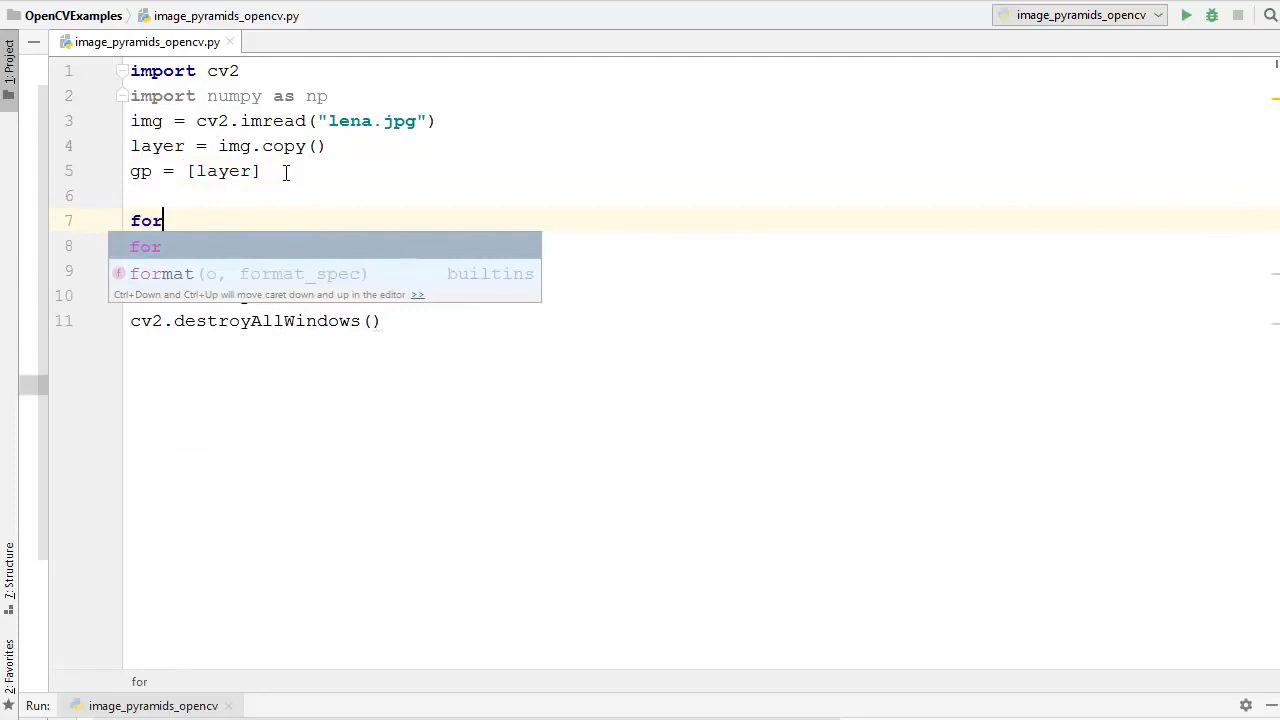 OpenCVExamples image_pyramids_opencv.py image_pyramids_opencv
1: Project image_pyramids_opencv.py
1 import cv2
2 import numpy as np
3 img = cv2.imread("lena.jpg")
4 layer = img.copy()
5 gp = [layer]
6
7 for
8 for
9 format(o, format_spec) builtins
Ctrl+Down and Ctrl+Up will move caret down and up in the editor >>
10
11 cv2.destroyAllWindows()
7: Structure
2: Favorites
for
Run: image_pyramids_opencv